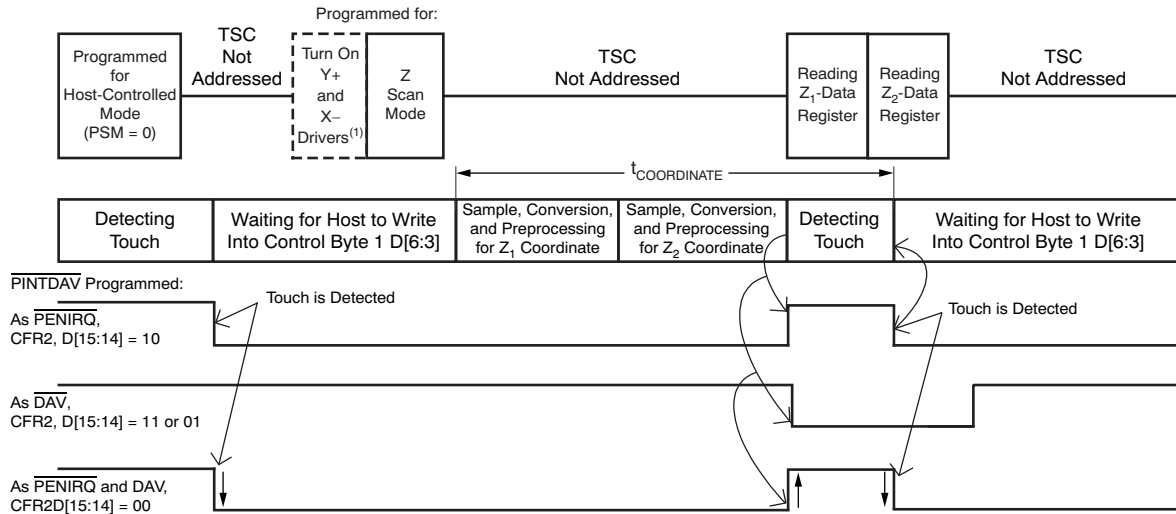 Programmed for:
Programmed
for
Host-Controlled
Mode
(PSM = 0)
TSC
Not
Addressed
Turn On
Y+
and
X−
Drivers(1)
Z
Scan
Mode
TSC
Not Addressed
Reading
Z1-Data
Register
Reading
Z2-Data
Register
TSC
Not Addressed
tCOORDINATE
Detecting
Touch
Waiting for Host to Write
Into Control Byte 1 D[6:3]
Sample, Conversion,
and Preprocessing
for Z1 Coordinate
Sample, Conversion,
and Preprocessing
for Z2 Coordinate
Detecting
Touch
Waiting for Host to Write
Into Control Byte 1 D[6:3]
PINTDAV Programmed:
Touch is Detected
Touch is Detected
As PENIRQ,
CFR2, D[15:14] = 10
As DAV,
CFR2, D[15:14] = 11 or 01
As PENIRQ and DAV,
CFR2D[15:14] = 00